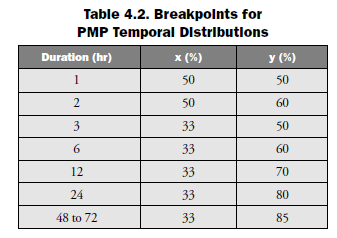 Table 4.2. Breakpoints for
PMP Temporal Distributions
Duration (hr) x (%) y (%)
1 50 50
2 50 60
3 33 50
6 33 60
12 33 70
24 33 80
48 to 72 33 85